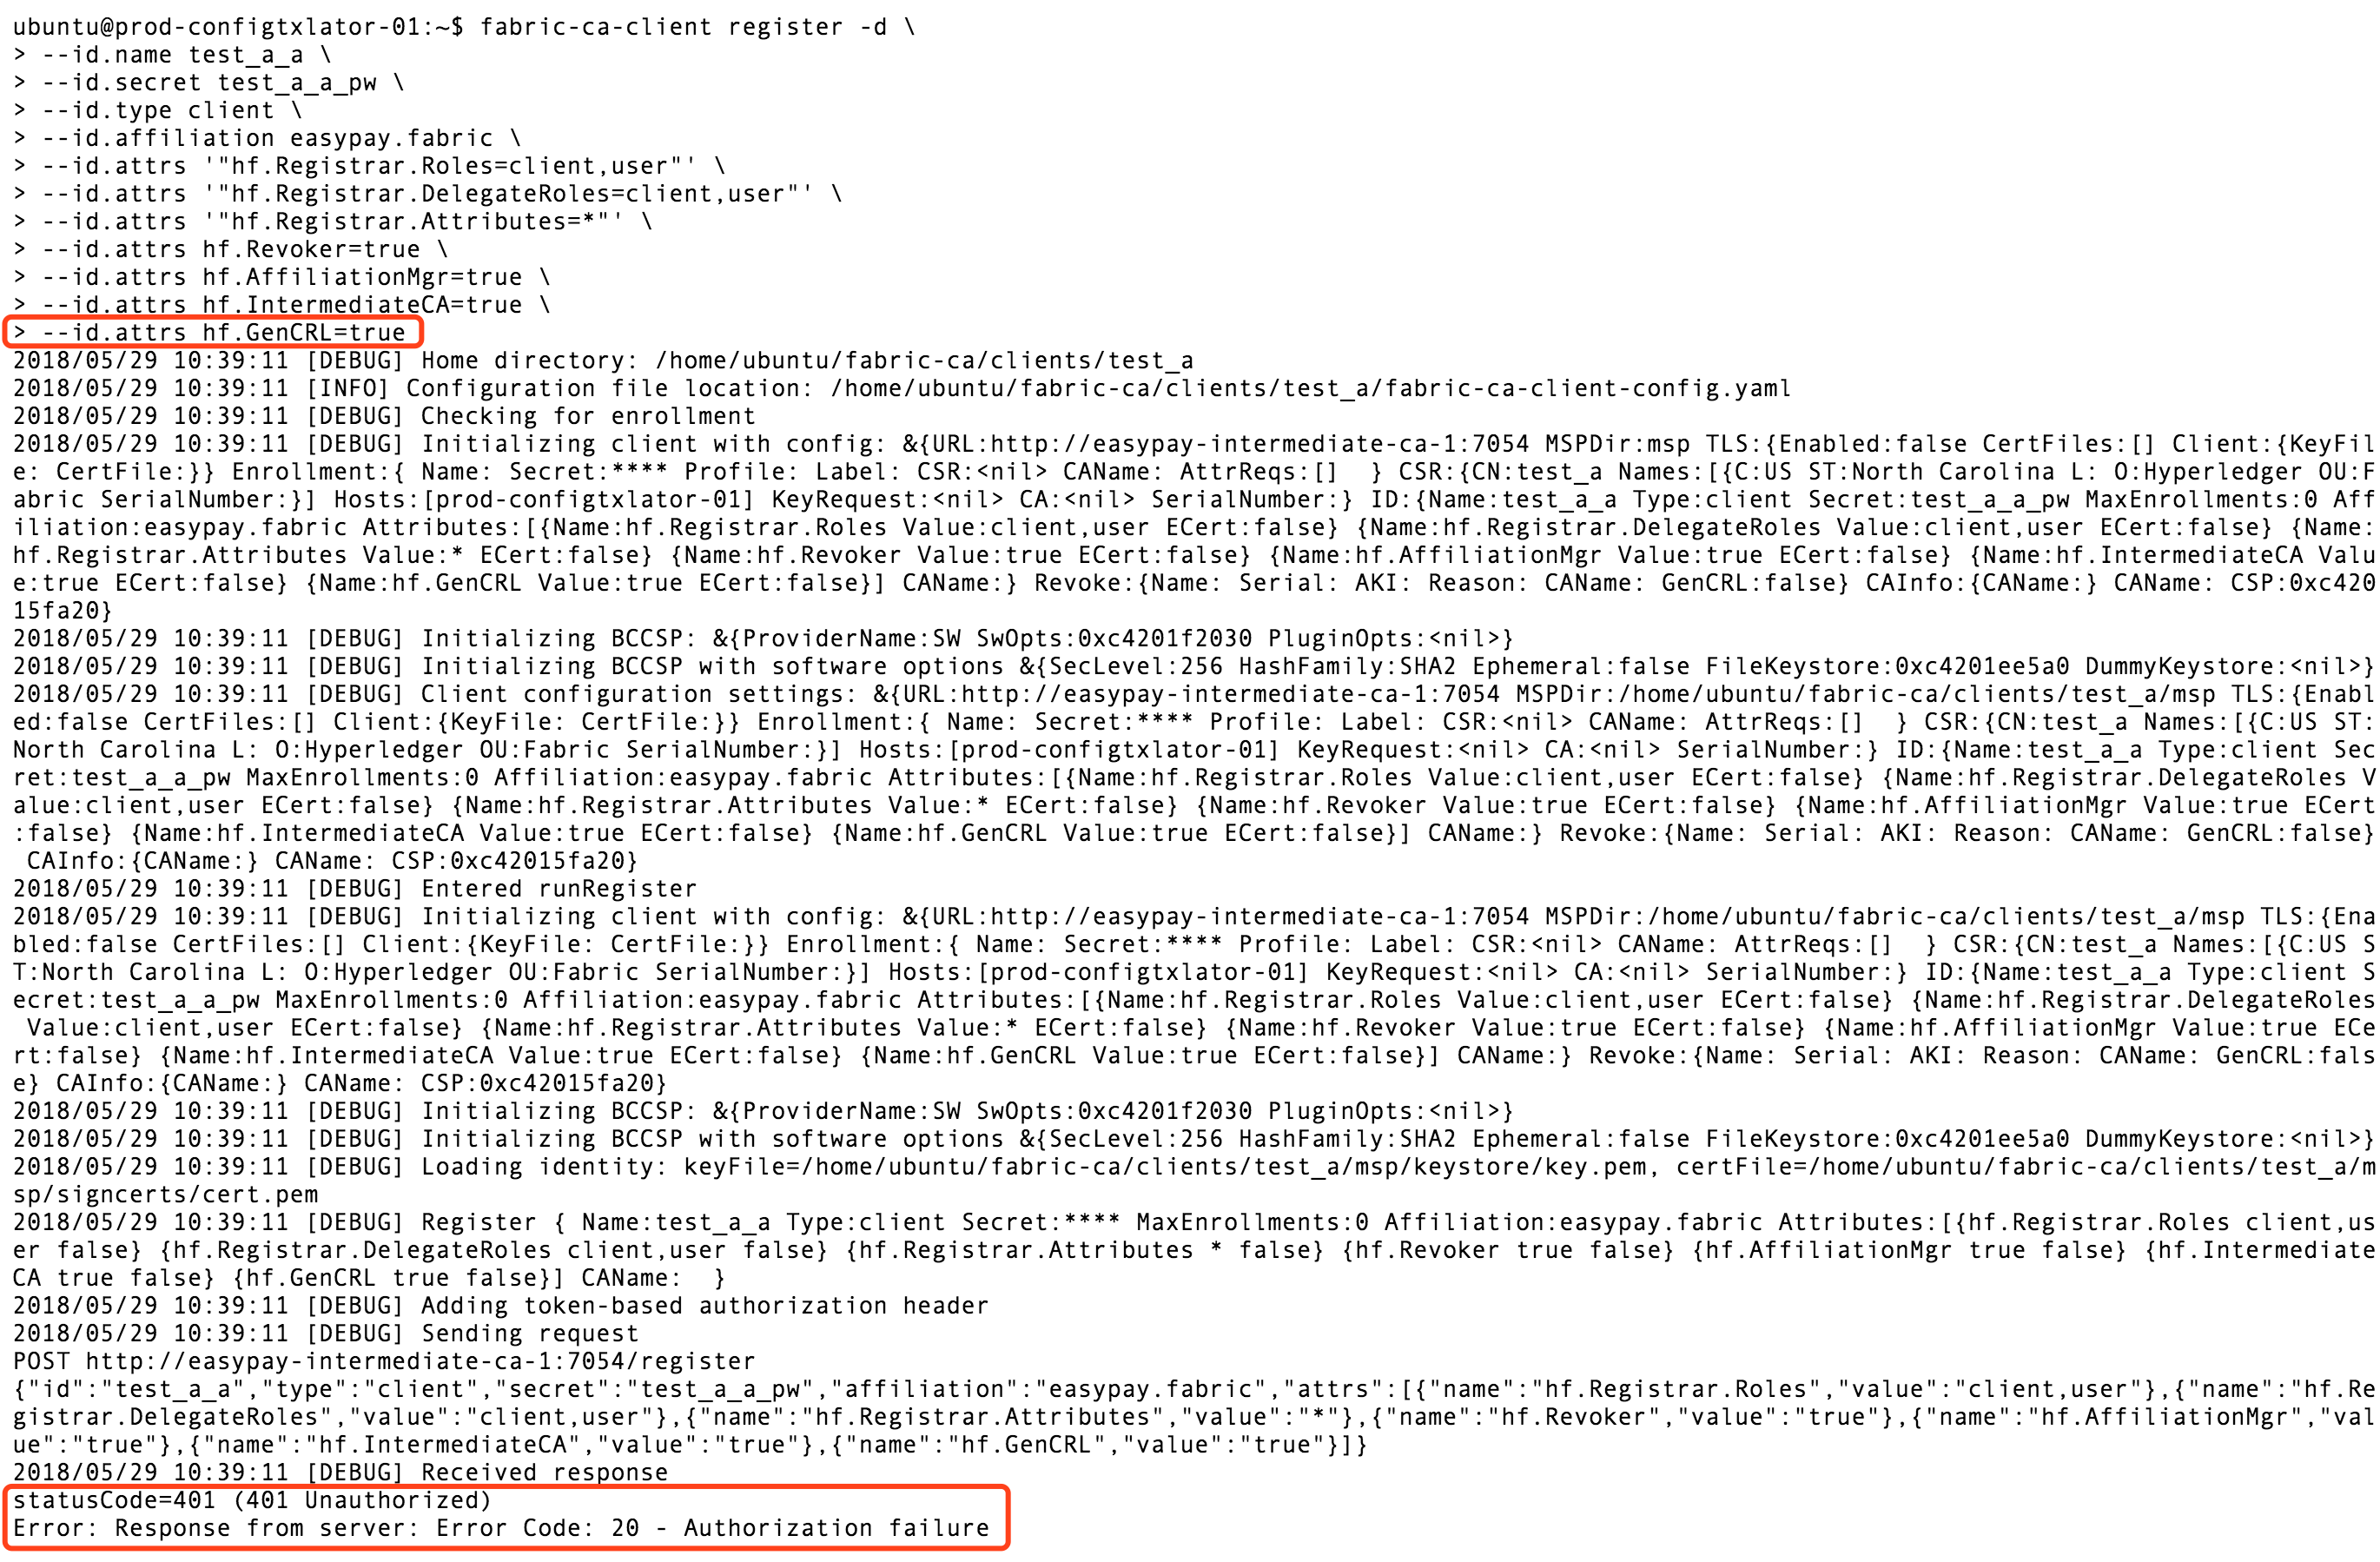 ubuntu@prod-configtxlator-01:~$ fabric-ca-client register -d \
> --id.name test_a_a \
> --id.secret test_a_a_pw \
> --id.type client \
> --id.affiliation easypay.fabric \
> --id.attrs '"hf.Registrar.Roles=client,user"' \
> --id.attrs '"hf.Registrar.DelegateRoles=client,user"' \
> --id.attrs '"hf.Registrar.Attributes=*"' \
> --id.attrs hf.Revoker=true \
> --id.attrs hf.AffiliationMgr=true \
> --id.attrs hf.IntermediateCA=true \
> --id.attrs hf.GenCRL=true
2018/05/29 10:39:11 [DEBUG] Home directory: /home/ubuntu/fabric-ca/clients/test_a
2018/05/29 10:39:11 [INFO] Configuration file location: /home/ubuntu/fabric-ca/clients/test_a/fabric-ca-client-config.yaml
2018/05/29 10:39:11 [DEBUG] Checking for enrollment
2018/05/29 10:39:11 [DEBUG] Initializing client with config: &{URL:http://easypay-intermediate-ca-1:7054 MSPDir:msp TLS:{Enabled:false CertFiles:[] Client:{KeyFil
e: CertFile:}} Enrollment:{ Name: Secret:**** Profile: Label: CSR:<nil> CAName: AttrReqs:[]  } CSR:{CN:test_a Names:[{C:US ST:North Carolina L: O:Hyperledger OU:F
abric SerialNumber:}] Hosts:[prod-configtxlator-01] KeyRequest:<nil> CA:<nil> SerialNumber:} ID:{Name:test_a_a Type:client Secret:test_a_a_pw MaxEnrollments:0 Aff
iliation:easypay.fabric Attributes:[{Name:hf.Registrar.Roles Value:client,user ECert:false} {Name:hf.Registrar.DelegateRoles Value:client,user ECert:false} {Name:
hf.Registrar.Attributes Value:* ECert:false} {Name:hf.Revoker Value:true ECert:false} {Name:hf.AffiliationMgr Value:true ECert:false} {Name:hf.IntermediateCA Valu
e:true ECert:false} {Name:hf.GenCRL Value:true ECert:false}] CAName:} Revoke:{Name: Serial: AKI: Reason: CAName: GenCRL:false} CAInfo:{CAName:} CAName: CSP:0xc420
15fa20}
2018/05/29 10:39:11 [DEBUG] Initializing BCCSP: &{ProviderName:SW SwOpts:0xc4201f2030 PluginOpts:<nil>}
2018/05/29 10:39:11 [DEBUG] Initializing BCCSP with software options &{SecLevel:256 HashFamily:SHA2 Ephemeral:false FileKeystore:0xc4201ee5a0 DummyKeystore:<nil>}
2018/05/29 10:39:11 [DEBUG] Client configuration settings: &{URL:http://easypay-intermediate-ca-1:7054 MSPDir:/home/ubuntu/fabric-ca/clients/test_a/msp TLS:{Enabl
ed:false CertFiles:[] Client:{KeyFile: CertFile:}} Enrollment:{ Name: Secret:**** Profile: Label: CSR:<nil> CAName: AttrReqs:[]  } CSR:{CN:test_a Names:[{C:US ST:
North Carolina L: O:Hyperledger OU:Fabric SerialNumber:}] Hosts:[prod-configtxlator-01] KeyRequest:<nil> CA:<nil> SerialNumber:} ID:{Name:test_a_a Type:client Sec
ret:test_a_a_pw MaxEnrollments:0 Affiliation:easypay.fabric Attributes:[{Name:hf.Registrar.Roles Value:client,user ECert:false} {Name:hf.Registrar.DelegateRoles V
alue:client,user ECert:false} {Name:hf.Registrar.Attributes Value:* ECert:false} {Name:hf.Revoker Value:true ECert:false} {Name:hf.AffiliationMgr Value:true ECert
:false} {Name:hf.IntermediateCA Value:true ECert:false} {Name:hf.GenCRL Value:true ECert:false}] CAName:} Revoke:{Name: Serial: AKI: Reason: CAName: GenCRL:false}
 CAInfo:{CAName:} CAName: CSP:0xc42015fa20}
2018/05/29 10:39:11 [DEBUG] Entered runRegister
2018/05/29 10:39:11 [DEBUG] Initializing client with config: &{URL:http://easypay-intermediate-ca-1:7054 MSPDir:/home/ubuntu/fabric-ca/clients/test_a/msp TLS:{Ena
bled:false CertFiles:[] Client:{KeyFile: CertFile:}} Enrollment:{ Name: Secret:**** Profile: Label: CSR:<nil> CAName: AttrReqs:[]  } CSR:{CN:test_a Names:[{C:US S
T:North Carolina L: O:Hyperledger OU:Fabric SerialNumber:}] Hosts:[prod-configtxlator-01] KeyRequest:<nil> CA:<nil> SerialNumber:} ID:{Name:test_a_a Type:client S
ecret:test_a_a_pw MaxEnrollments:0 Affiliation:easypay.fabric Attributes:[{Name:hf.Registrar.Roles Value:client,user ECert:false} {Name:hf.Registrar.DelegateRoles
 Value:client,user ECert:false} {Name:hf.Registrar.Attributes Value:* ECert:false} {Name:hf.Revoker Value:true ECert:false} {Name:hf.AffiliationMgr Value:true ECe
rt:false} {Name:hf.IntermediateCA Value:true ECert:false} {Name:hf.GenCRL Value:true ECert:false}] CAName:} Revoke:{Name: Serial: AKI: Reason: CAName: GenCRL:fals
e} CAInfo:{CAName:} CAName: CSP:0xc42015fa20}
2018/05/29 10:39:11 [DEBUG] Initializing BCCSP: &{ProviderName:SW SwOpts:0xc4201f2030 PluginOpts:<nil>}
2018/05/29 10:39:11 [DEBUG] Initializing BCCSP with software options &{SecLevel:256 HashFamily:SHA2 Ephemeral:false FileKeystore:0xc4201ee5a0 DummyKeystore:<nil>}
2018/05/29 10:39:11 [DEBUG] Loading identity: keyFile=/home/ubuntu/fabric-ca/clients/test_a/msp/keystore/key.pem, certFile=/home/ubuntu/fabric-ca/clients/test_a/m
sp/signcerts/cert.pem
2018/05/29 10:39:11 [DEBUG] Register { Name:test_a_a Type:client Secret:**** MaxEnrollments:0 Affiliation:easypay.fabric Attributes:[{hf.Registrar.Roles client,us
er false} {hf.Registrar.DelegateRoles client,user false} {hf.Registrar.Attributes * false} {hf.Revoker true false} {hf.AffiliationMgr true false} {hf.Intermediate
CA true false} {hf.GenCRL true false}] CAName:  }
2018/05/29 10:39:11 [DEBUG] Adding token-based authorization header
2018/05/29 10:39:11 [DEBUG] Sending request
POST http://easypay-intermediate-ca-1:7054/register
{"id":"test_a_a","type":"client","secret":"test_a_a_pw","affiliation":"easypay.fabric","attrs":[{"name":"hf.Registrar.Roles","value":"client,user"},{"name":"hf.Re
gistrar.DelegateRoles","value":"client,user"},{"name":"hf.Registrar.Attributes","value":"*"},{"name":"hf.Revoker","value":"true"},{"name":"hf.AffiliationMgr","val
ue":"true"},{"name":"hf.IntermediateCA","value":"true"},{"name":"hf.GenCRL","value":"true"}]}
2018/05/29 10:39:11 [DEBUG] Received response
statusCode=401 (401 Unauthorized)
Error: Response from server: Error Code: 20 - Authorization failure